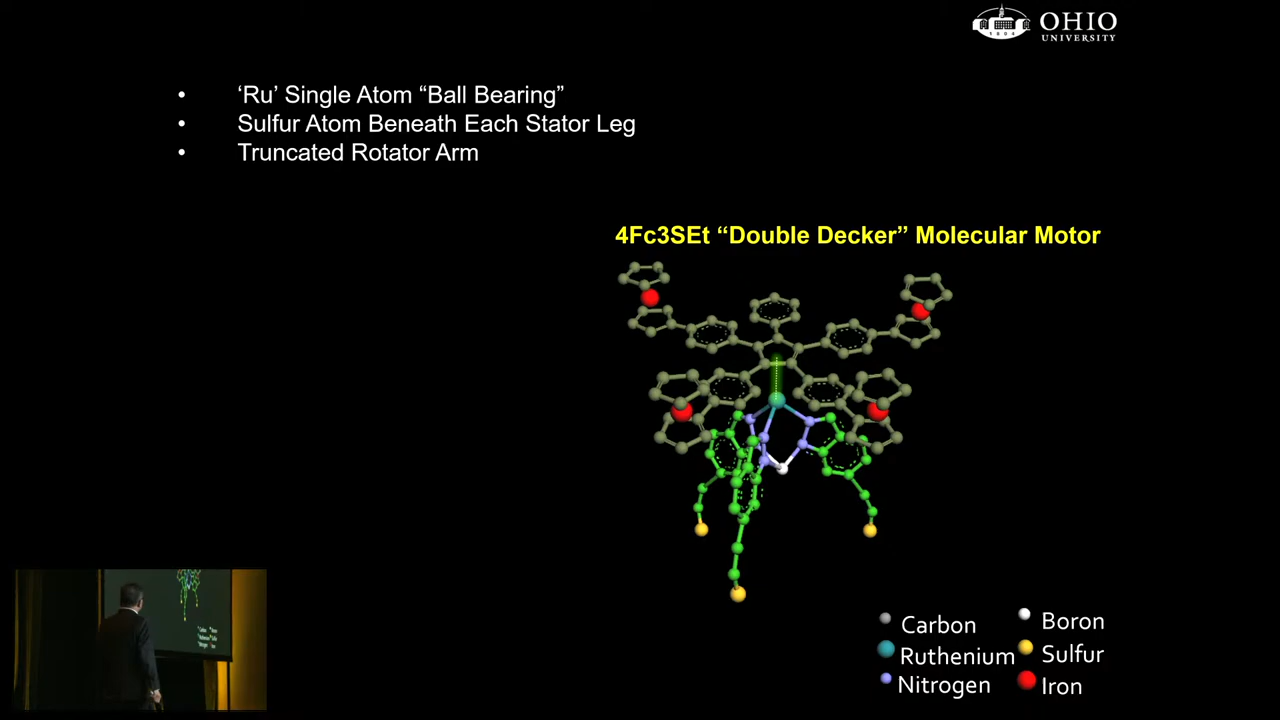 OHIO
UNIVERSITY
1804
• ‘Ru’ Single Atom “Ball Bearing”
• Sulfur Atom Beneath Each Stator Leg
• Truncated Rotator Arm
4Fc3SEt “Double Decker” Molecular Motor
Carbon
Boron
Ruthenium
Sulfur
Nitrogen
Iron